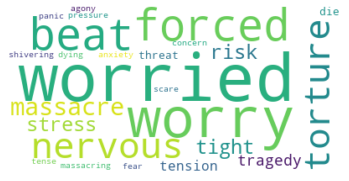 agony
panic pressure
die
beat forced
concern
shivering dying anxiety threat risk
worried
scare
massacre worry
stress
torture
nervous tight
tense massacring fear tension tragedy